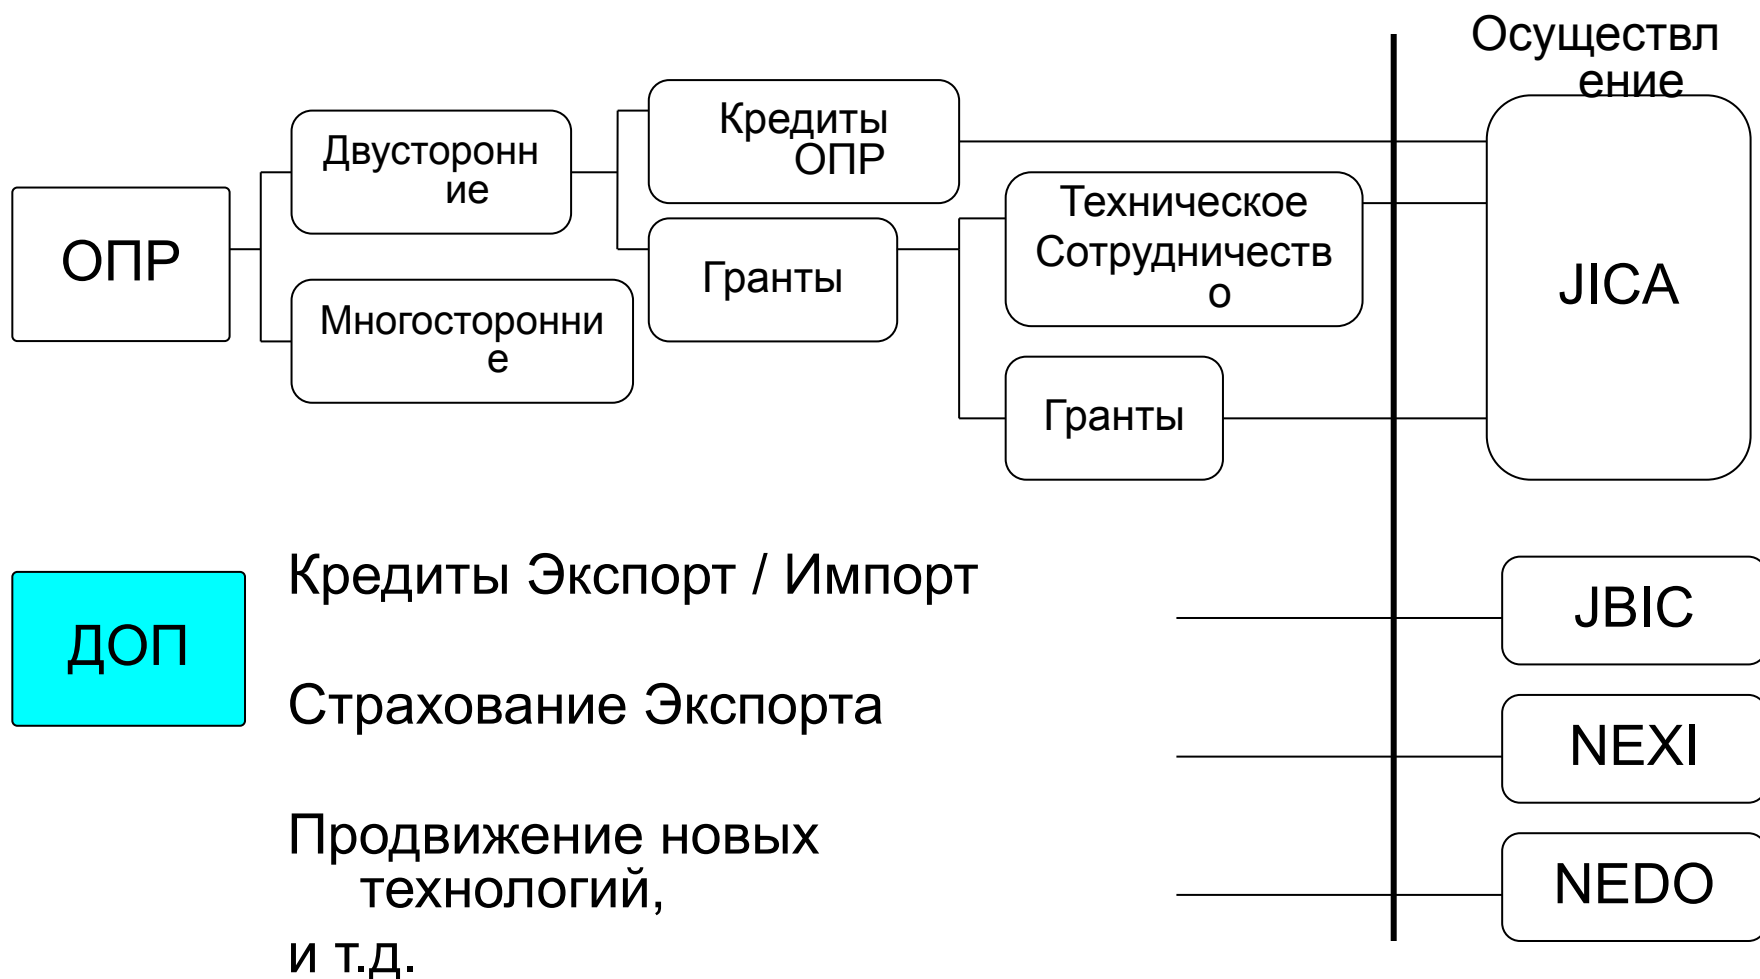 Осуществл
ение
Кредиты
ОПР
Двусторонн
ие
Техническое
Сотрудничеств
о
ОПР
Гранты
JICA
Многосторонни
е
Гранты
Кредиты Экспорт / Импорт
JBIC
ДОП
Страхование Экспорта
NEXI
Продвижение новых
технологий,
NEDO
и т.д.